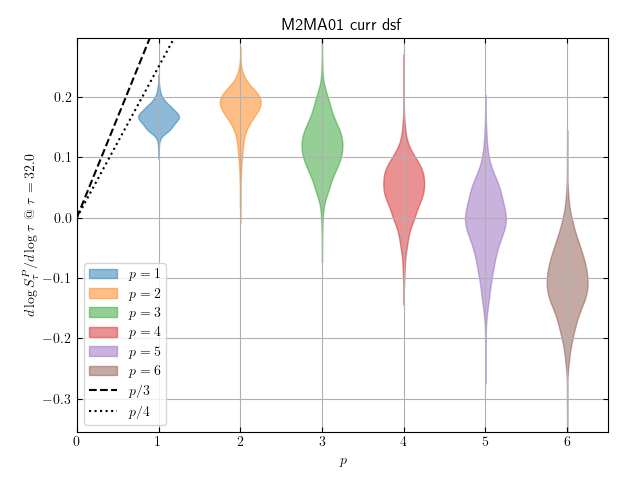 M2MA01 curr dsf
d log S_τ^P / d log τ @ τ = 32.0
0.2
0.1
0.0
−0.1
−0.2
−0.3
p = 1
p = 2
p = 3
p = 4
p = 5
p = 6
p/3
p/4
0 1 2 3 4 5 6
p